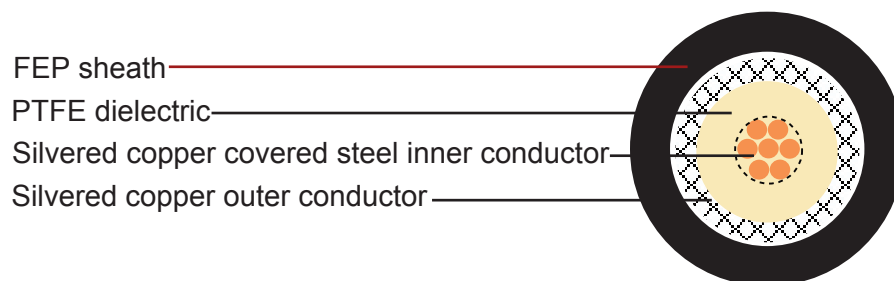 FEP sheath
PTFE dielectric
Silvered copper covered steel inner conductor
Silvered copper outer conductor